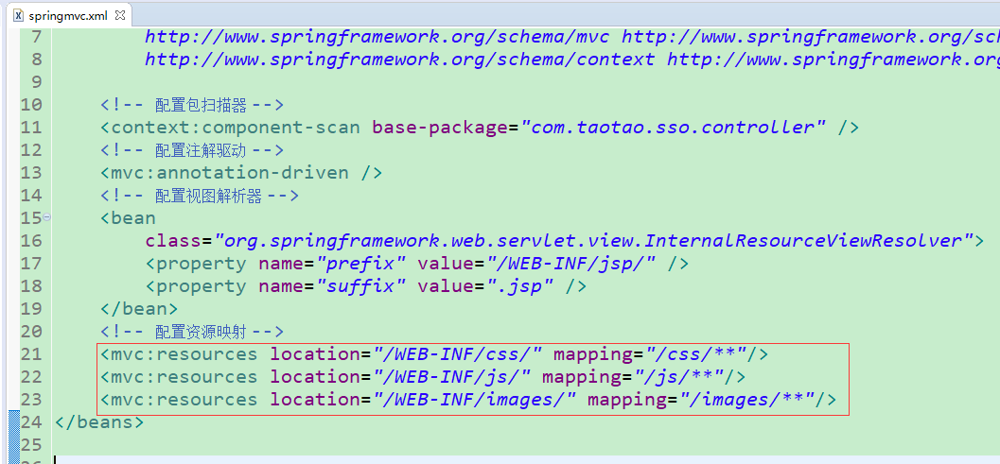 springmvc.xml
7 http://www.springframework.org/schema/mvc http://www.springframework.org/sch
8 http://www.springframework.org/schema/context http://www.springframework.org
9
10 <!-- 配置包扫描器 -->
11 <context:component-scan base-package="com.taotao.sso.controller" />
12 <!-- 配置注解驱动 -->
13 <mvc:annotation-driven />
14 <!-- 配置视图解析器 -->
15 <bean
16 class="org.springframework.web.servlet.view.InternalResourceViewResolver">
17 <property name="prefix" value="/WEB-INF/jsp/" />
18 <property name="suffix" value=".jsp" />
19 </bean>
20 <!-- 配置资源映射 -->
21 <mvc:resources location="/WEB-INF/css/" mapping="/css/**"/>
22 <mvc:resources location="/WEB-INF/js/" mapping="/js/**"/>
23 <mvc:resources location="/WEB-INF/images/" mapping="/images/**"/>
24 </beans>
25